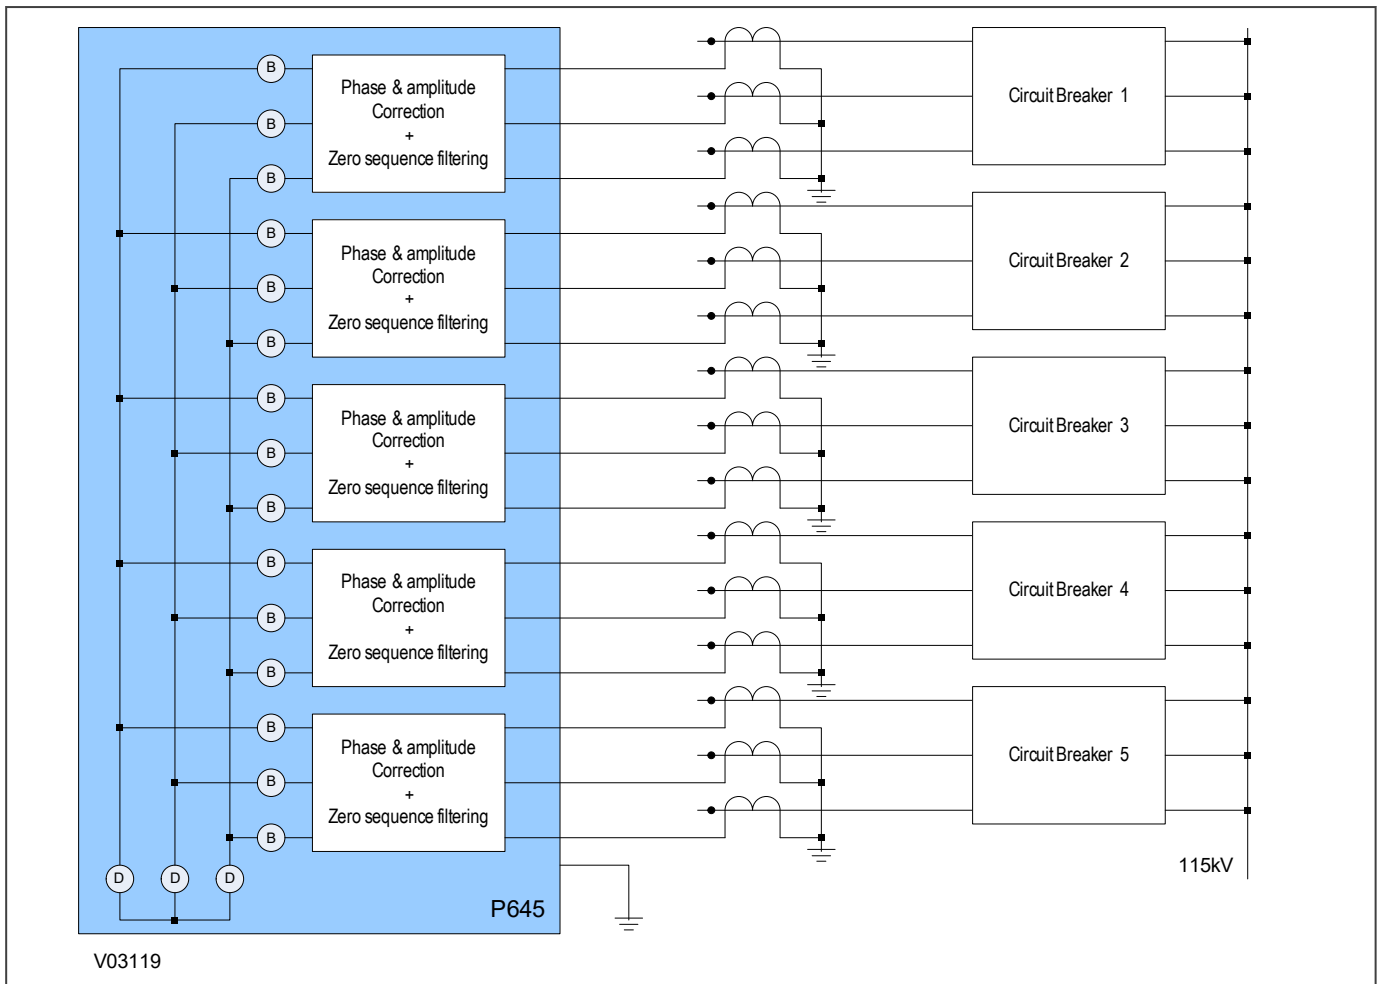 B
B
B
Phase & amplitude
Correction
+
Zero sequence filtering
Circuit Breaker 1
B
B
B
Phase & amplitude
Correction
+
Zero sequence filtering
Circuit Breaker 2
B
B
B
Phase & amplitude
Correction
+
Zero sequence filtering
Circuit Breaker 3
B
B
B
Phase & amplitude
Correction
+
Zero sequence filtering
Circuit Breaker 4
B
B
B
Phase & amplitude
Correction
+
Zero sequence filtering
Circuit Breaker 5
D D D
115kV
P645
V03119